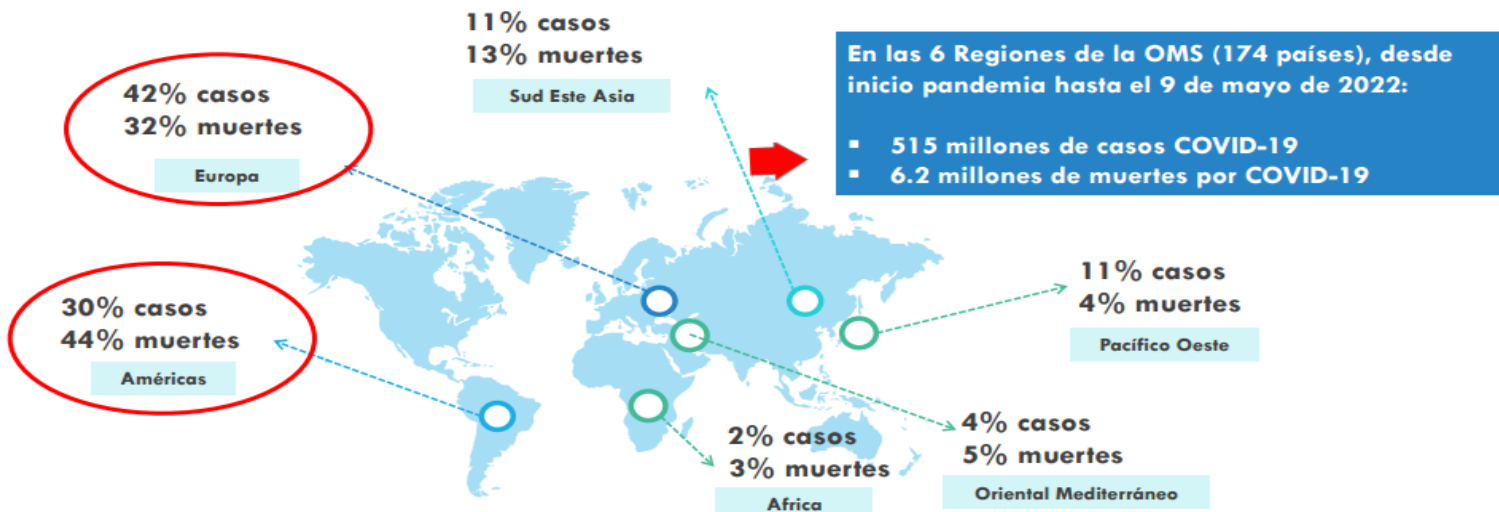 11% casos
13% muertes
Sud Este Asia
En las 6 Regiones de la OMS (174 países), desde
inicio pandemia hasta el 9 de mayo de 2022:
▪ 515 millones de casos COVID-19
▪ 6.2 millones de muertes por COVID-19
42% casos
32% muertes
Europa
30% casos
44% muertes
Américas
11% casos
4% muertes
Pacífico Oeste
2% casos
3% muertes
Africa
4% casos
5% muertes
Oriental Mediterráneo